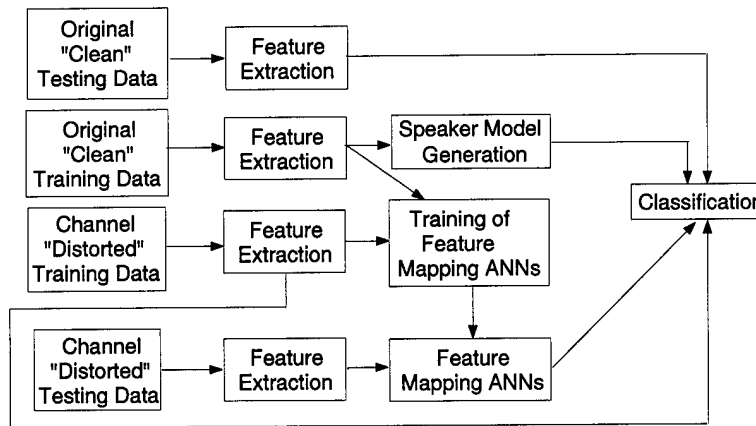 Original
"Clean"
Testing Data
Feature
Extraction
Original
"Clean"
Training Data
Feature
Extraction
Speaker Model
Generation
Classification
Channel
"Distorted"
Training Data
Feature
Extraction
Training of
Feature
Mapping ANNs
Channel
"Distorted"
Testing Data
Feature
Extraction
Feature
Mapping ANNs